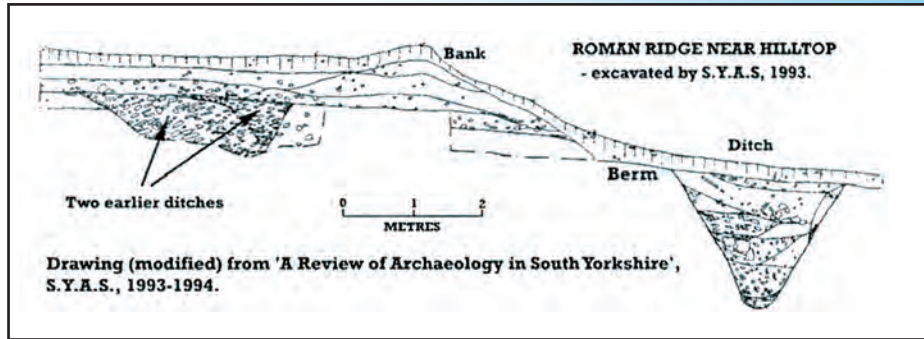 ROMAN RIDGE NEAR HILLTOP
- excavated by S.Y.A.S, 1993.
Bank
Ditch
Berm
Two earlier ditches
0 1 2
METRES
Drawing (modified) from 'A Review of Archaeology in South Yorkshire',
S.Y.A.S., 1993-1994.